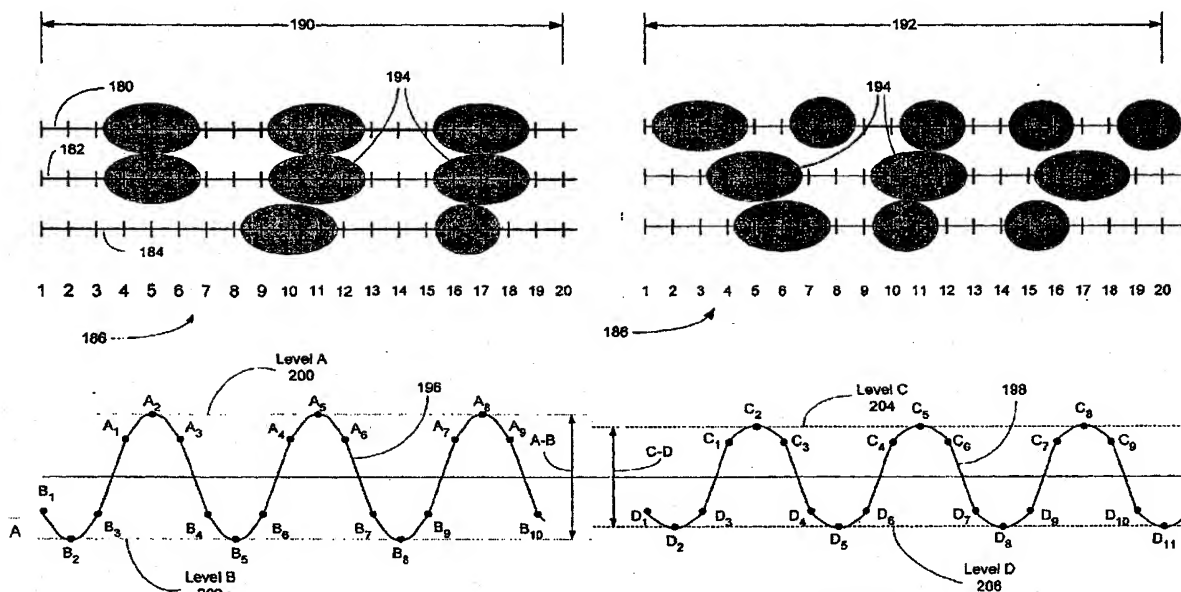 190
192
180
194
194
182
184
1 2 3 4 5 6 7 8 9 10 11 12 13 14 15 16 17 18 19 20
1 2 3 4 5 6 7 8 9 10 11 12 13 14 15 16 17 18 19 20
186
186
Level A
200
196
Level C
204
198
A2 A5 A8
A1 A3 A4 A6 A7 A9
A-B
C2 C5 C8
C1 C3 C4 C6 C7 C9
C-D
B1
A
B3 B4 B6 B7 B9 B10
B2 B5 B8
D1 D3 D4 D6 D7 D9 D10
D2 D5 D8 D11
Level B
Level D
206